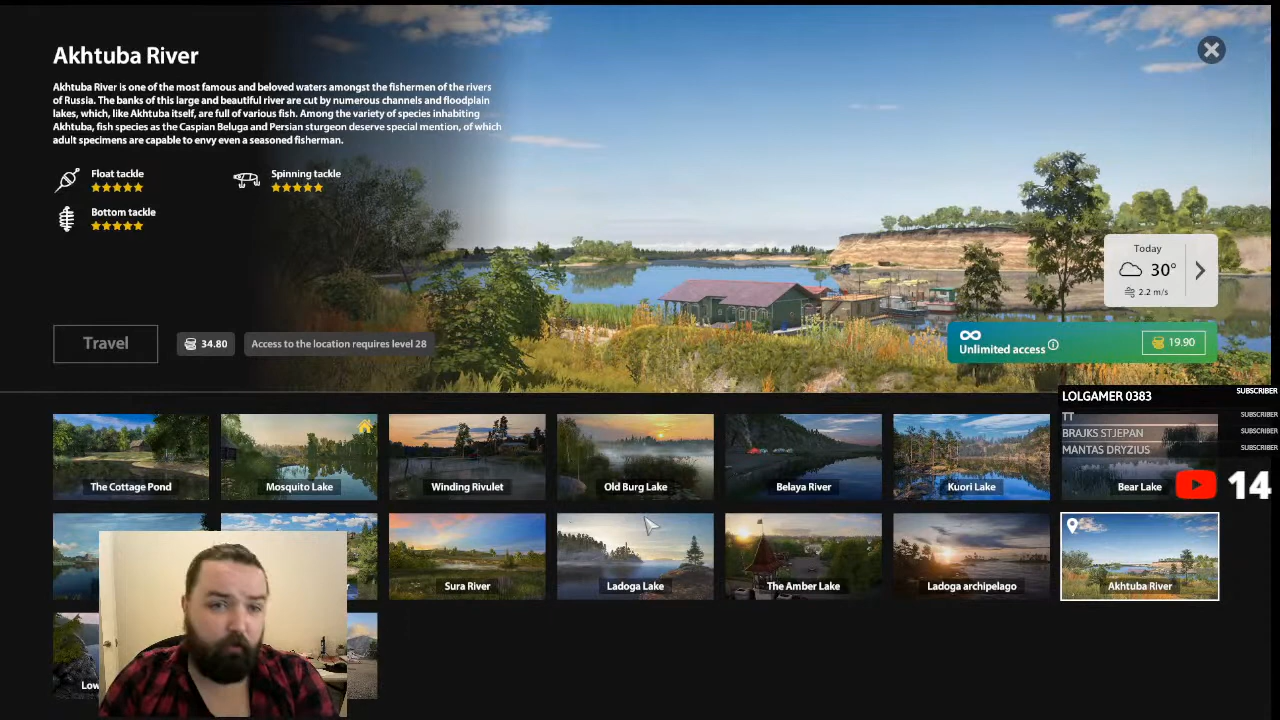 Akhtuba River
Akhtuba River is one of the most famous and beloved waters amongst the fishermen of the rivers
of Russia. The banks of this large and beautiful river are cut by numerous channels and floodplain
lakes, which, like Akhtuba itself, are full of various fish. Among the variety of species inhabiting
Akhtuba, fish species as the Caspian Beluga and Persian sturgeon deserve special mention, of which
adult specimens are capable to envy even a seasoned fisherman.
Float tackle
Spinning tackle
Bottom tackle
Today
30°
2.2 m/s
Travel
34.80
Access to the location requires level 28
Unlimited access
19.90
LOLGAMER 0383 SUBSCRIBER
TT SUBSCRIBER
BRAJKS STJEPAN SUBSCRIBER
MANTAS DRYZIUS SUBSCRIBER
The Cottage Pond
Mosquito Lake
Winding Rivulet
Old Burg Lake
Belaya River
Kuori Lake
Bear Lake
14
Sura River
Ladoga Lake
The Amber Lake
Ladoga archipelago
Akhtuba River